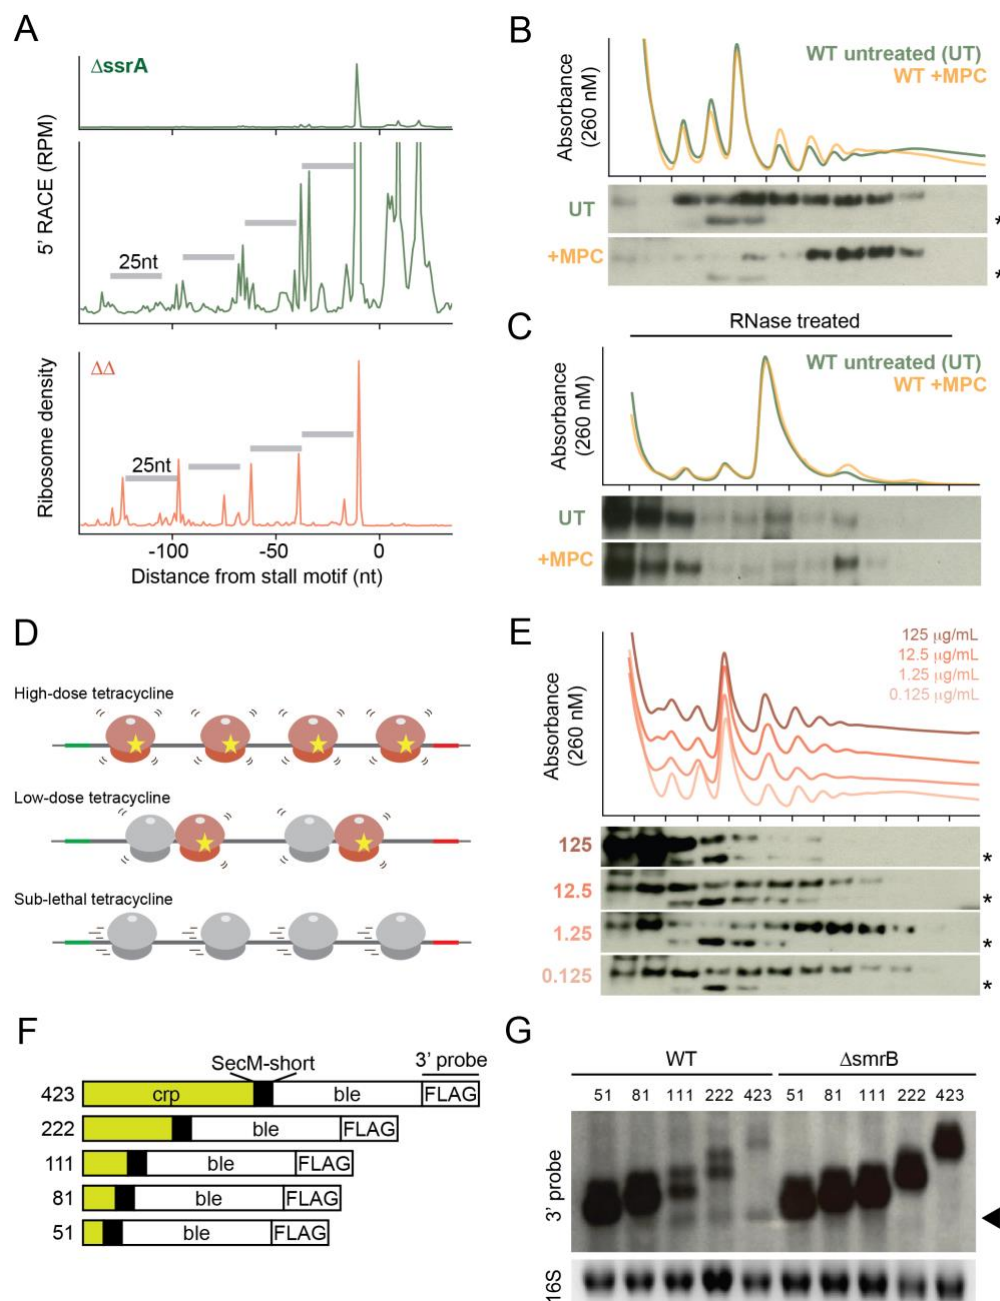 A
ΔssrA
5' RACE (RPM)
25nt
ΔΔ
Ribosome density
25nt
-100
-50
0
Distance from stall motif (nt)
B
WT untreated (UT)
WT +MPC
Absorbance
(260 nM)
UT
*
+MPC
*
C
RNase treated
WT untreated (UT)
WT +MPC
Absorbance
(260 nM)
UT
+MPC
D
High-dose tetracycline
Low-dose tetracycline
Sub-lethal tetracycline
E
125 μg/mL
12.5 μg/mL
1.25 μg/mL
0.125 μg/mL
Absorbance
(260 nM)
125
*
12.5
*
1.25
*
0.125
*
F
SecM-short
3' probe
423 crp ble FLAG
222 ble FLAG
111 ble FLAG
81 ble FLAG
51 ble FLAG
G
WT ΔsmrB
51 81 111 222 423 51 81 111 222 423
3' probe
16S